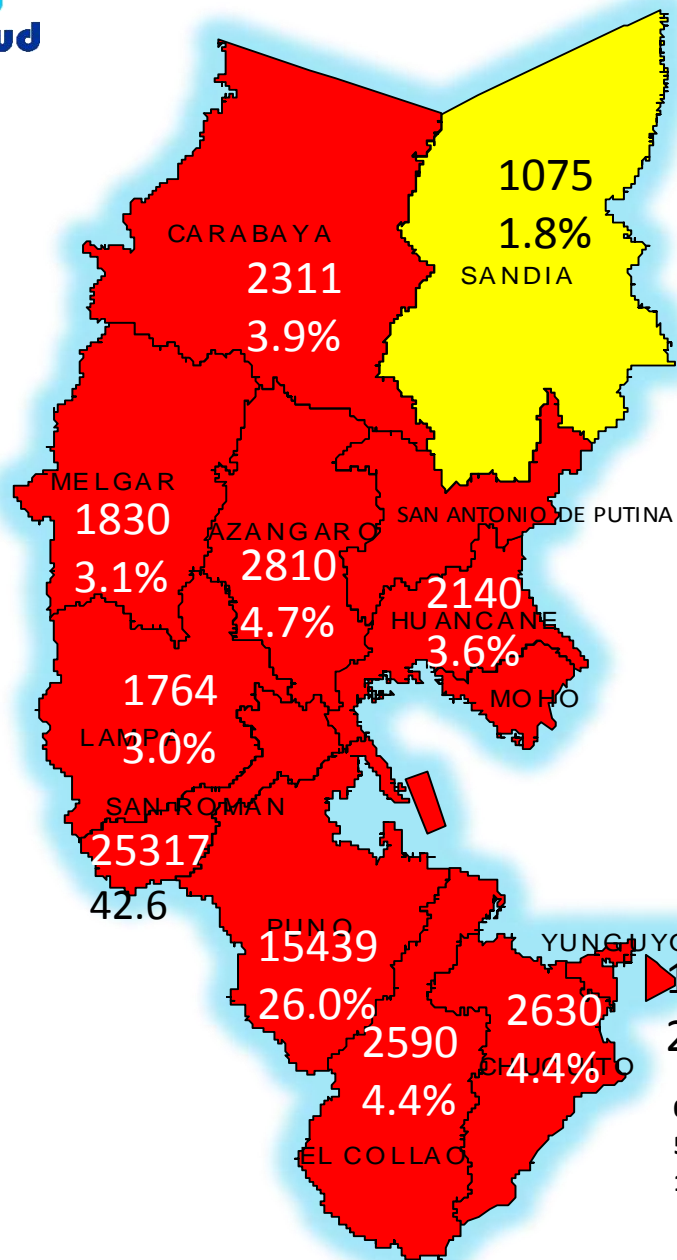 ud
1075
1.8%
SANDIA
CARABAYA
2311
3.9%
MELGAR
1830
3.1%
AZANGARO
2810
4.7%
SAN ANTONIO DE PUTINA
2140
HUANCANE
3.6%
MOHO
1764
LAMPA
3.0%
SAN ROMAN
25317
42.6
PUNO
15439
26.0%
YUNGUYO
2630
CHUCUITO
4.4%
2590
4.4%
EL COLLAO